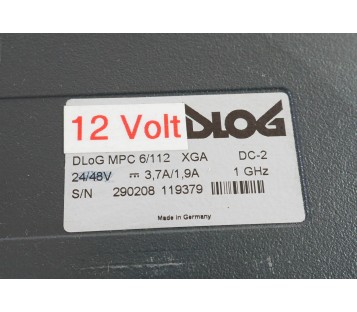 12 Volt DLOG
DLoG MPC 6/112 XGA DC-2
24/48V ⎓ 3,7A/1,9A 1 GHz
S/N 290208 119379
Made in Germany